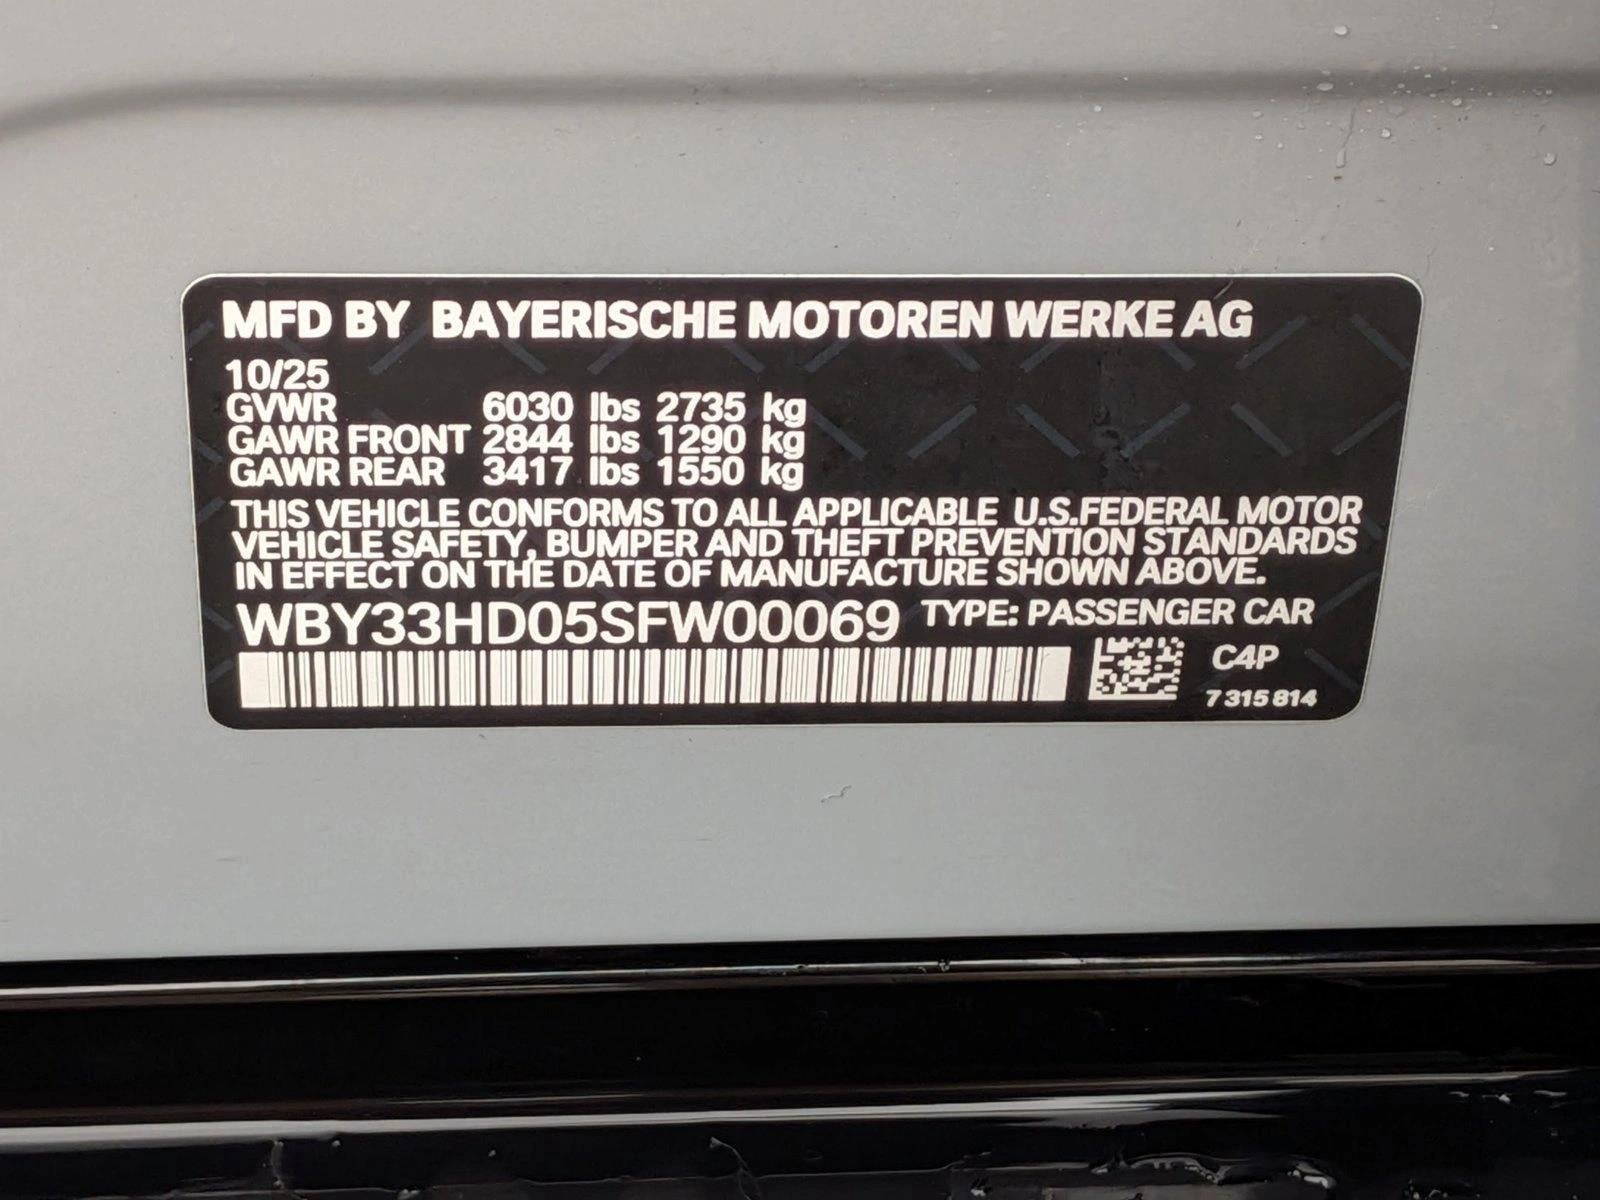 MFD BY BAYERISCHE MOTOREN WERKE AG
10/25
GVWR 6030 lbs 2735 kg
GAWR FRONT 2844 lbs 1290 kg
GAWR REAR 3417 lbs 1550 kg
THIS VEHICLE CONFORMS TO ALL APPLICABLE U.S.FEDERAL MOTOR
VEHICLE SAFETY, BUMPER AND THEFT PREVENTION STANDARDS
IN EFFECT ON THE DATE OF MANUFACTURE SHOWN ABOVE.
WBY33HD05SFW00069 TYPE: PASSENGER CAR
C4P
7 315 814